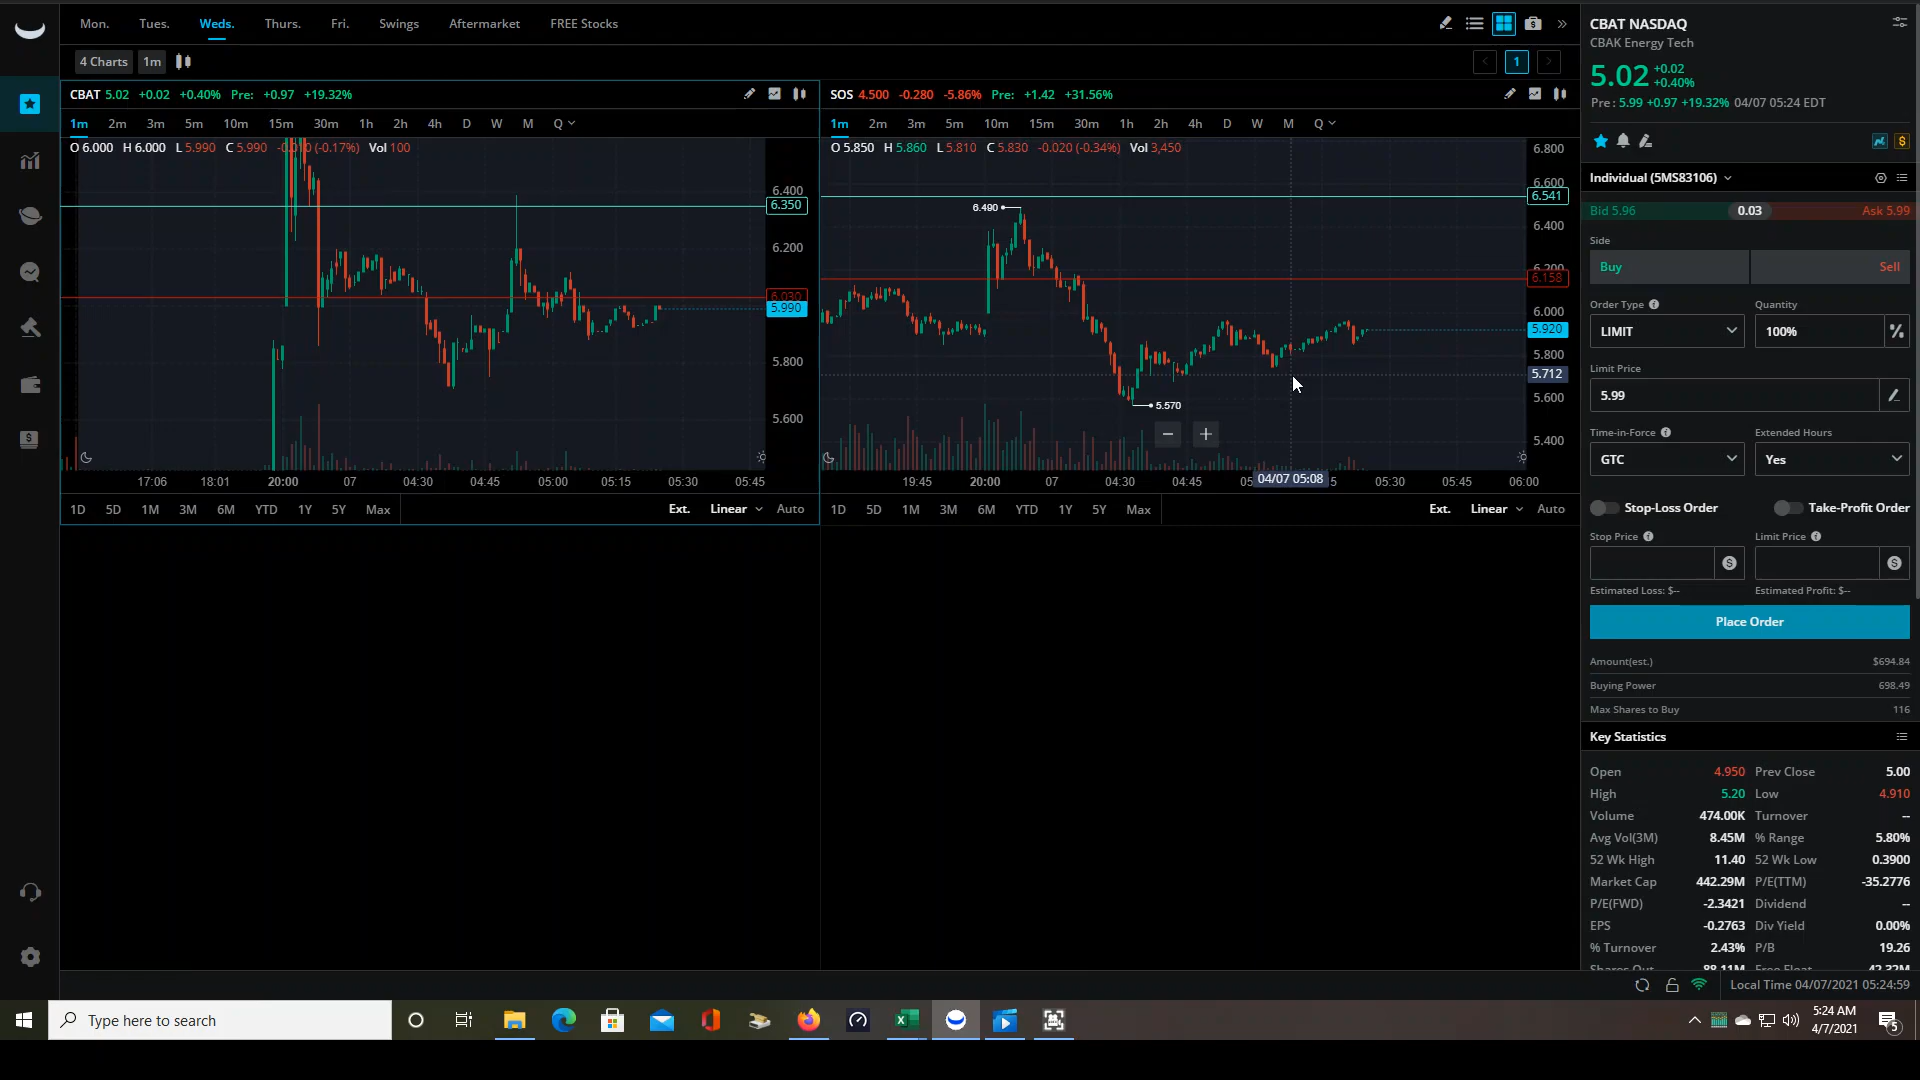 Mon. Tues. Weds. Thurs. Fri. Swings Aftermarket FREE Stocks
4 Charts 1m
1
CBAT 5.02 +0.02 +0.40% Pre: +0.97 +19.32%
1m 2m 3m 5m 10m 15m 30m 1h 2h 4h D W M Q
O 6.000 H 6.000 L 5.990 C 5.990 -0.010 (-0.17%) Vol 100
6.400
6.350
6.200
6.030
5.990
5.800
5.600
17:06 18:01 20:00 07 04:30 04:45 05:00 05:15 05:30 05:45
1D 5D 1M 3M 6M YTD 1Y 5Y Max Ext. Linear Auto
SOS 4.500 -0.280 -5.86% Pre: +1.42 +31.56%
1m 2m 3m 5m 10m 15m 30m 1h 2h 4h D W M Q
O 5.850 H 5.860 L 5.810 C 5.830 -0.020 (-0.34%) Vol 3,450
6.800
6.600
6.541
6.490
6.400
6.200
6.158
6.000
5.920
5.800
5.712
5.600
5.570
5.400
19:45 20:00 07 04:30 04:45 04/07 05:08 05:30 05:45 06:00
1D 5D 1M 3M 6M YTD 1Y 5Y Max Ext. Linear Auto
CBAT NASDAQ
CBAK Energy Tech
5.02 +0.02
+0.40%
Pre : 5.99 +0.97 +19.32% 04/07 05:24 EDT
Individual (5MS83106)
Bid 5.96 0.03 Ask 5.99
Side
Buy Sell
Order Type Quantity
LIMIT 100%
Limit Price
5.99
Time-in-Force Extended Hours
GTC Yes
Stop-Loss Order Take-Profit Order
Stop Price Limit Price
Estimated Loss: $-- Estimated Profit: $--
Place Order
Amount(est.) $694.84
Buying Power 698.49
Max Shares to Buy 116
Key Statistics
Open 4.950 Prev Close 5.00
High 5.20 Low 4.910
Volume 474.00K Turnover --
Avg Vol(3M) 8.45M % Range 5.80%
52 Wk High 11.40 52 Wk Low 0.3900
Market Cap 442.29M P/E(TTM) -35.2776
P/E(FWD) -2.3421 Dividend --
EPS -0.2763 Div Yield 0.00%
% Turnover 2.43% P/B 19.26
Shares Out 88.11M Free Float 42.32M
Local Time 04/07/2021 05:24:59
Type here to search
5:24 AM
4/7/2021
5